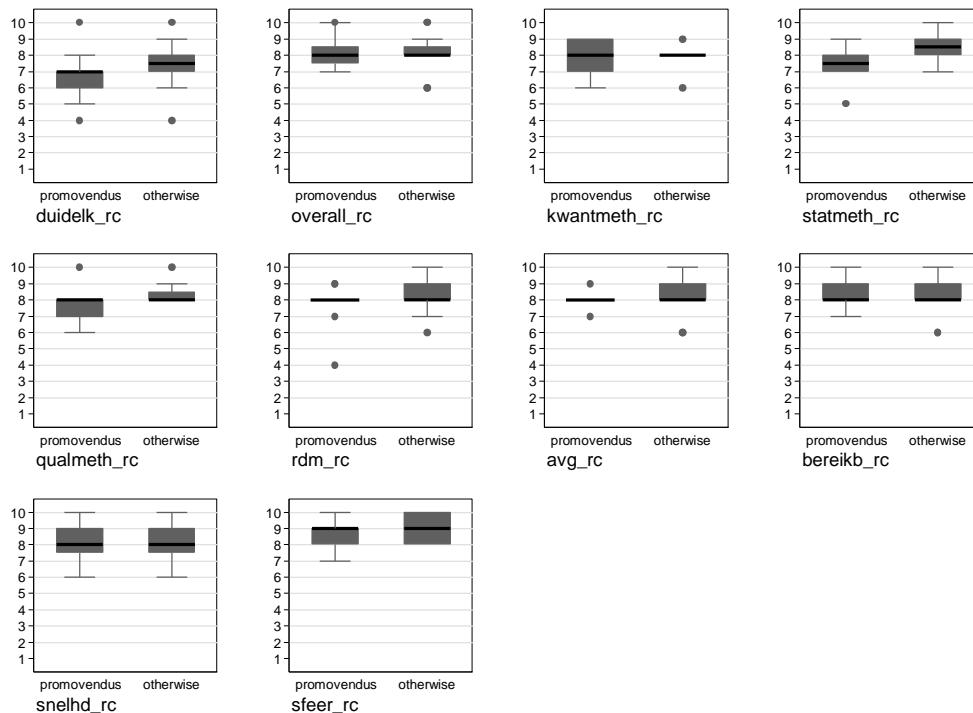 10 10 10 10
9 9 9 9
8 8 8 8
7 7 7 7
6 6 6 6
5 5 5 5
4 4 4 4
3 3 3 3
2 2 2 2
1 1 1 1
promovendus otherwise promovendus otherwise promovendus otherwise promovendus otherwise
duidelk_rc overall_rc kwantmeth_rc statmeth_rc
10 10 10 10
9 9 9 9
8 8 8 8
7 7 7 7
6 6 6 6
5 5 5 5
4 4 4 4
3 3 3 3
2 2 2 2
1 1 1 1
promovendus otherwise promovendus otherwise promovendus otherwise promovendus otherwise
qualmeth_rc rdm_rc avg_rc bereikb_rc
10 10
9 9
8 8
7 7
6 6
5 5
4 4
3 3
2 2
1 1
promovendus otherwise promovendus otherwise
snelhd_rc sfeer_rc